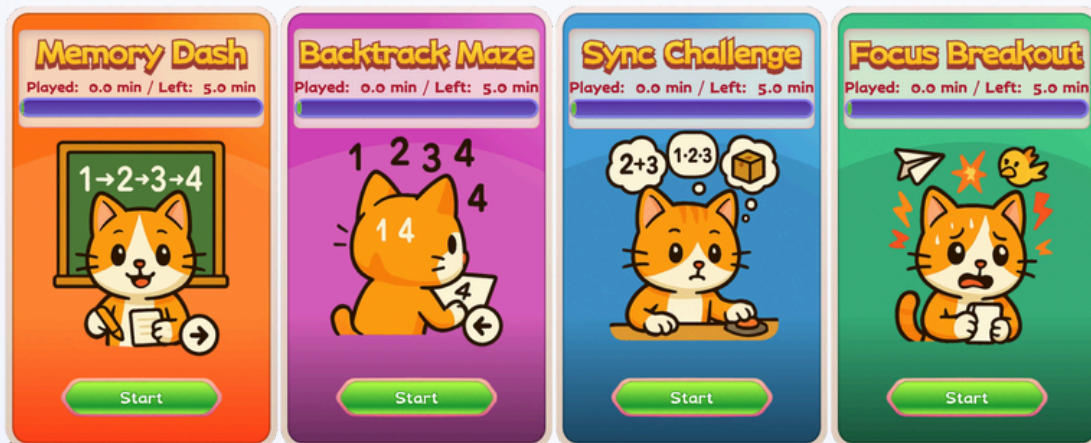 Memory Dash
Played: 0.0 min / Left: 5.0 min
1→2→3→4
→
Start
Backtrack Maze
Played: 0.0 min / Left: 5.0 min
1 2 3 4
4
1 4
4
←
Start
Sync Challenge
Played: 0.0 min / Left: 5.0 min
2+3
1·2·3
Start
Focus Breakout
Played: 0.0 min / Left: 5.0 min
Start